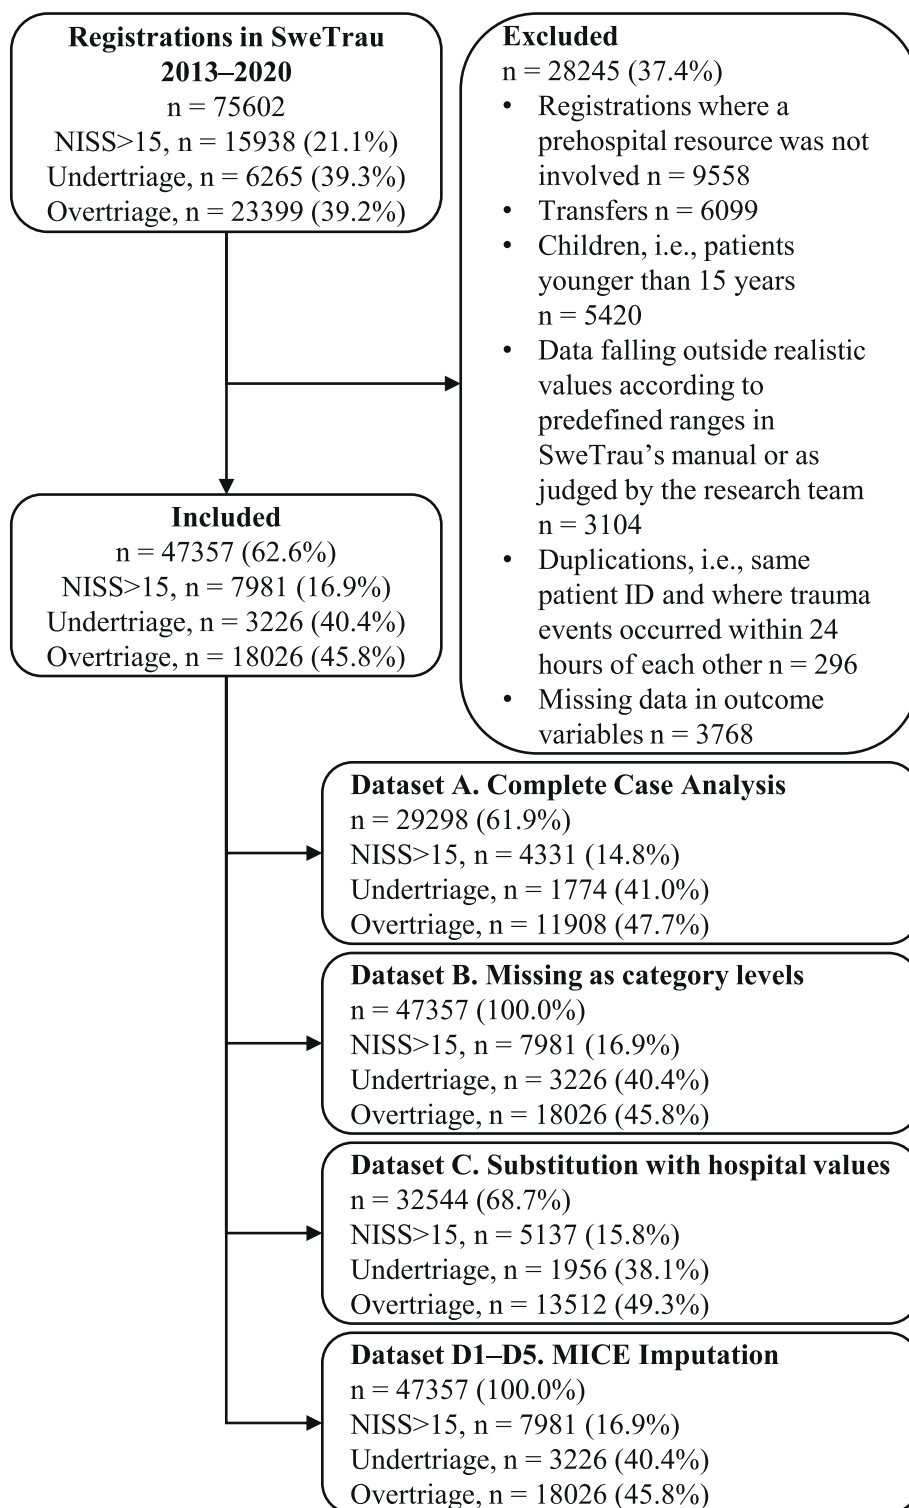 Registrations in SweTrau
2013–2020
n = 75602
NISS>15, n = 15938 (21.1%)
Undertriage, n = 6265 (39.3%)
Overtriage, n = 23399 (39.2%)
Excluded
n = 28245 (37.4%)
• Registrations where a
prehospital resource was not
involved n = 9558
• Transfers n = 6099
• Children, i.e., patients
younger than 15 years
n = 5420
• Data falling outside realistic
values according to
predefined ranges in
SweTrau’s manual or as
judged by the research team
n = 3104
• Duplications, i.e., same
patient ID and where trauma
events occurred within 24
hours of each other n = 296
• Missing data in outcome
variables n = 3768
Included
n = 47357 (62.6%)
NISS>15, n = 7981 (16.9%)
Undertriage, n = 3226 (40.4%)
Overtriage, n = 18026 (45.8%)
Dataset A. Complete Case Analysis
n = 29298 (61.9%)
NISS>15, n = 4331 (14.8%)
Undertriage, n = 1774 (41.0%)
Overtriage, n = 11908 (47.7%)
Dataset B. Missing as category levels
n = 47357 (100.0%)
NISS>15, n = 7981 (16.9%)
Undertriage, n = 3226 (40.4%)
Overtriage, n = 18026 (45.8%)
Dataset C. Substitution with hospital values
n = 32544 (68.7%)
NISS>15, n = 5137 (15.8%)
Undertriage, n = 1956 (38.1%)
Overtriage, n = 13512 (49.3%)
Dataset D1–D5. MICE Imputation
n = 47357 (100.0%)
NISS>15, n = 7981 (16.9%)
Undertriage, n = 3226 (40.4%)
Overtriage, n = 18026 (45.8%)